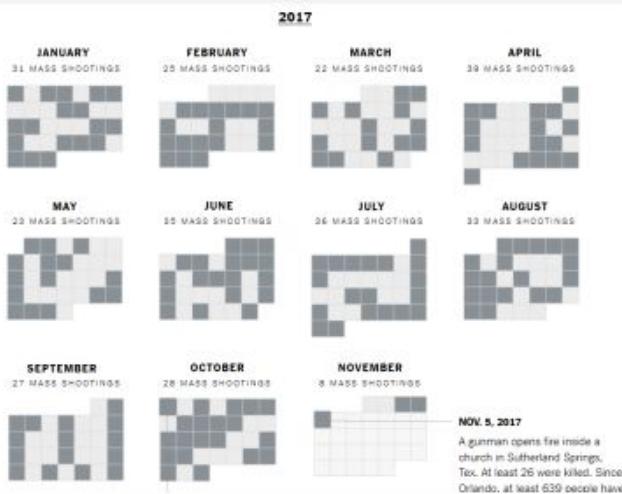 2017
JANUARY
31 MASS SHOOTINGS
FEBRUARY
25 MASS SHOOTINGS
MARCH
22 MASS SHOOTINGS
APRIL
39 MASS SHOOTINGS
MAY
23 MASS SHOOTINGS
JUNE
35 MASS SHOOTINGS
JULY
36 MASS SHOOTINGS
AUGUST
33 MASS SHOOTINGS
SEPTEMBER
27 MASS SHOOTINGS
OCTOBER
28 MASS SHOOTINGS
NOVEMBER
8 MASS SHOOTINGS
NOV. 5, 2017
A gunman opens fire inside a
church in Sutherland Springs,
Tex. At least 26 were killed. Since
Orlando, at least 639 people have